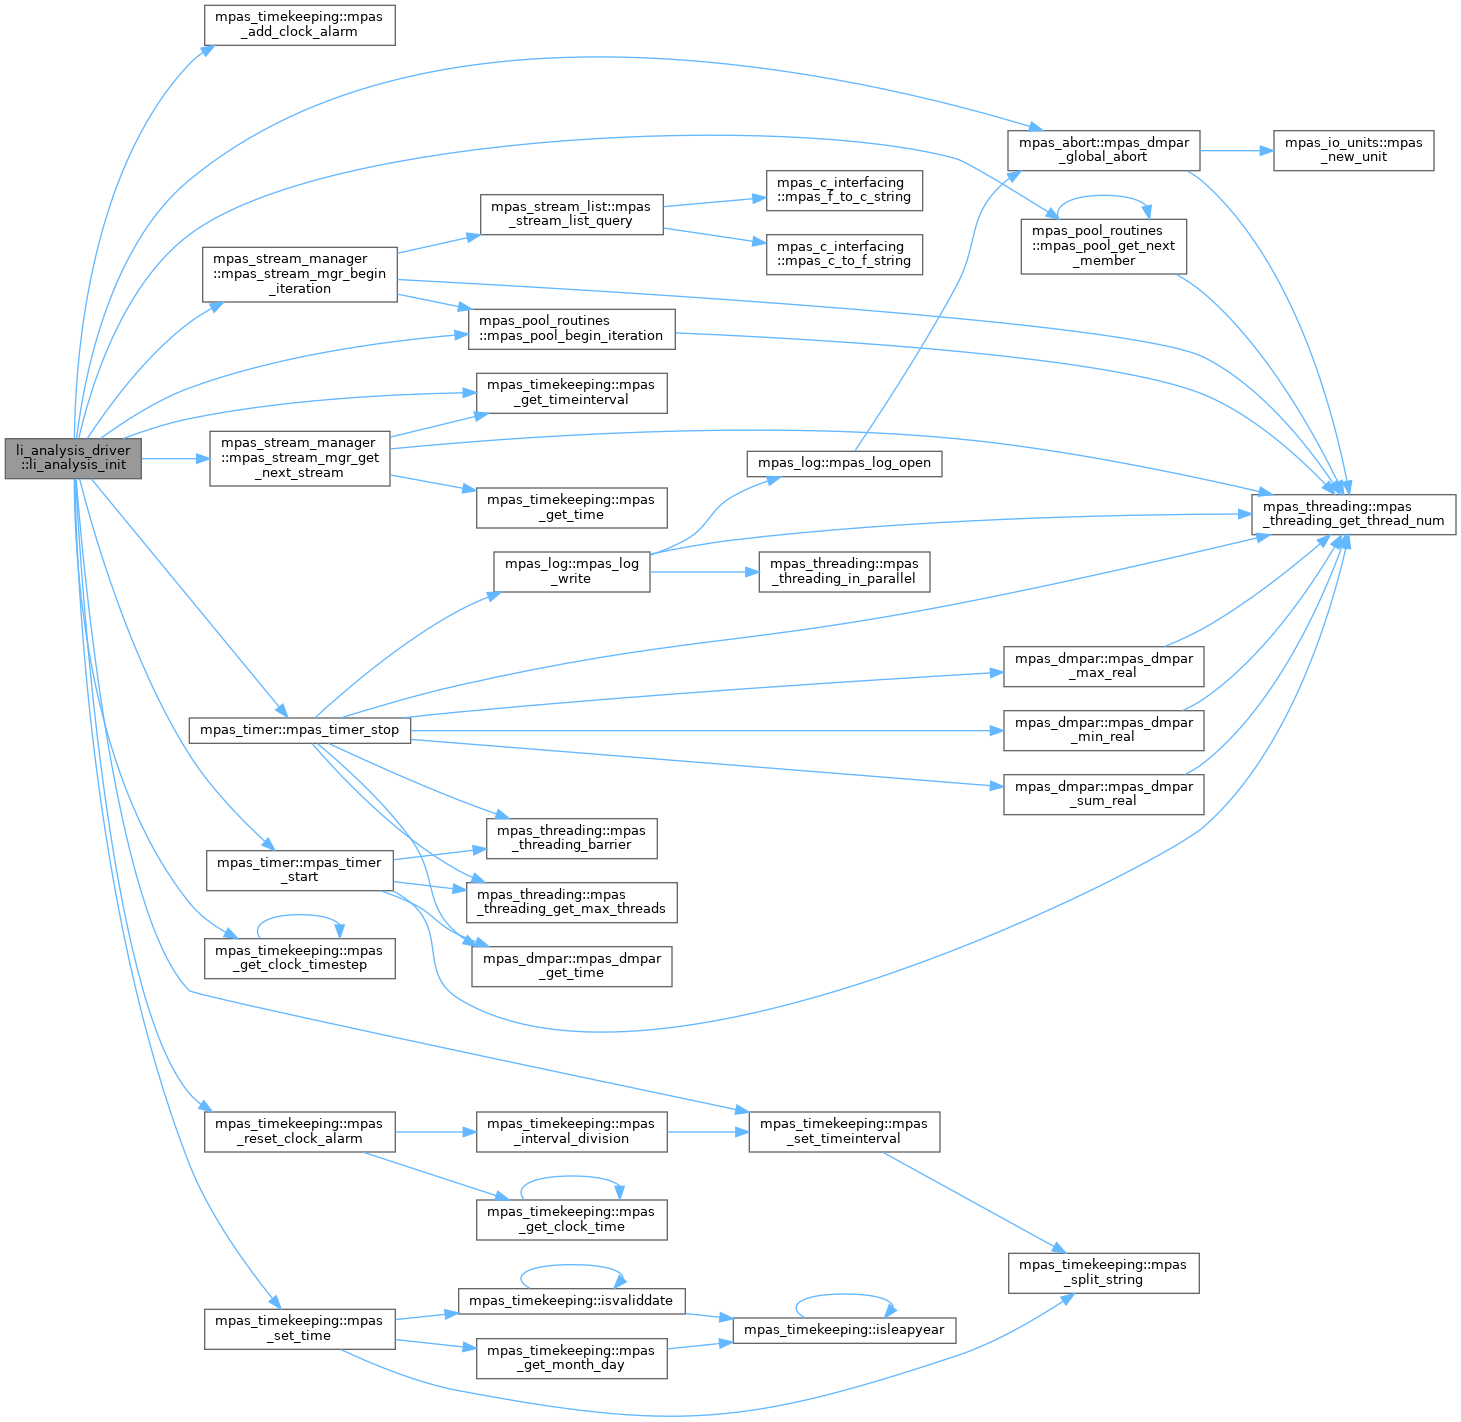 mpas_timekeeping::mpas
_add_clock_alarm
mpas_abort::mpas_dmpar
_global_abort
mpas_io_units::mpas
_new_unit
mpas_c_interfacing
::mpas_f_to_c_string
mpas_stream_list::mpas
_stream_list_query
mpas_pool_routines
::mpas_pool_get_next
_member
mpas_c_interfacing
::mpas_c_to_f_string
mpas_stream_manager
::mpas_stream_mgr_begin
_iteration
mpas_pool_routines
::mpas_pool_begin_iteration
mpas_timekeeping::mpas
_get_timeinterval
li_analysis_driver
::li_analysis_init
mpas_stream_manager
::mpas_stream_mgr_get
_next_stream
mpas_log::mpas_log_open
mpas_timekeeping::mpas
_get_time
mpas_threading::mpas
_threading_get_thread_num
mpas_log::mpas_log
_write
mpas_threading::mpas
_threading_in_parallel
mpas_dmpar::mpas_dmpar
_max_real
mpas_timer::mpas_timer_stop
mpas_dmpar::mpas_dmpar
_min_real
mpas_dmpar::mpas_dmpar
_sum_real
mpas_threading::mpas
_threading_barrier
mpas_timer::mpas_timer
_start
mpas_threading::mpas
_threading_get_max_threads
mpas_timekeeping::mpas
_get_clock_timestep
mpas_dmpar::mpas_dmpar
_get_time
mpas_timekeeping::mpas
_reset_clock_alarm
mpas_timekeeping::mpas
_interval_division
mpas_timekeeping::mpas
_set_timeinterval
mpas_timekeeping::mpas
_get_clock_time
mpas_timekeeping::mpas
_split_string
mpas_timekeeping::isvaliddate
mpas_timekeeping::mpas
_set_time
mpas_timekeeping::isleapyear
mpas_timekeeping::mpas
_get_month_day